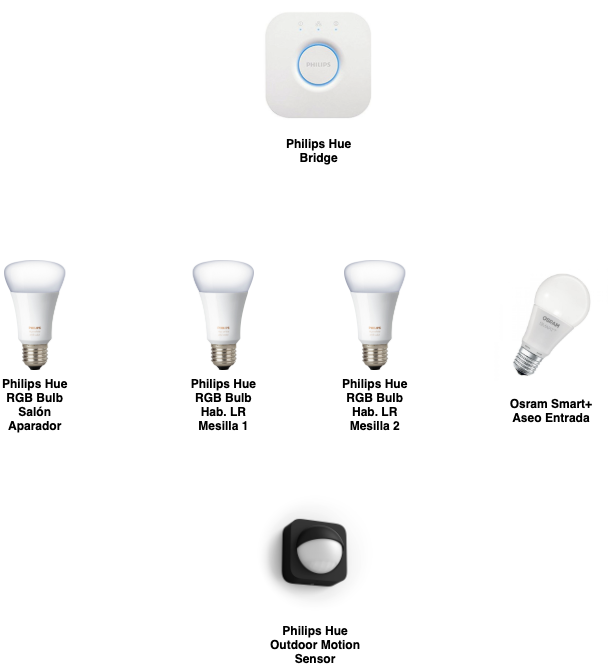 PHILIPS
Philips Hue
Bridge
Philips Hue
RGB Bulb
Salón
Aparador
Philips Hue
RGB Bulb
Hab. LR
Mesilla 1
Philips Hue
RGB Bulb
Hab. LR
Mesilla 2
OSRAM
Osram Smart+
Aseo Entrada
Philips Hue
Outdoor Motion
Sensor